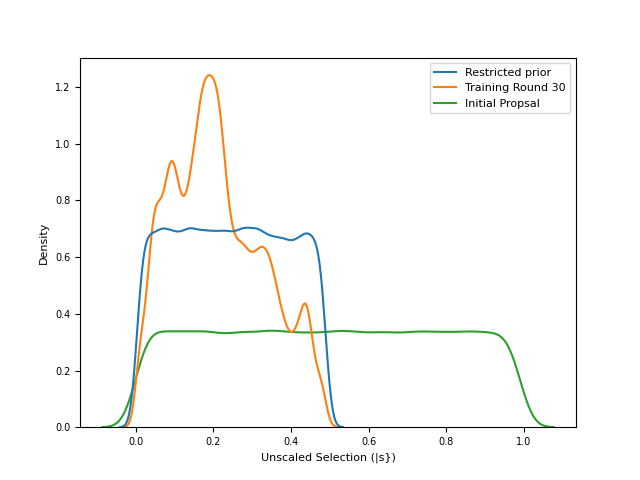 Restricted prior
Training Round 30
Initial Propsal
1.2
1.0
0.8
0.6
0.4
0.2
0.0
Density
0.0 0.2 0.4 0.6 0.8 1.0
Unscaled Selection (|s})